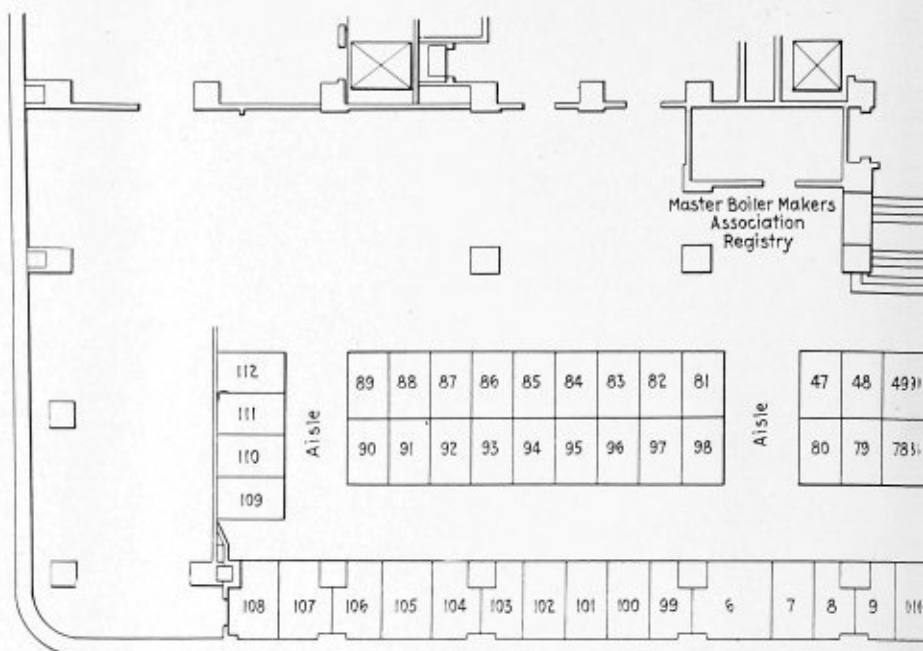 Master Boiler Makers
Association
Registry
112
111
110
109
Aisle
89 88 87 86 85 84 83 82 81
90 91 92 93 94 95 96 97 98
Aisle
47 48 49
80 79 78
108 107 106 105 104 103 102 101 100 99 6 7 8 9